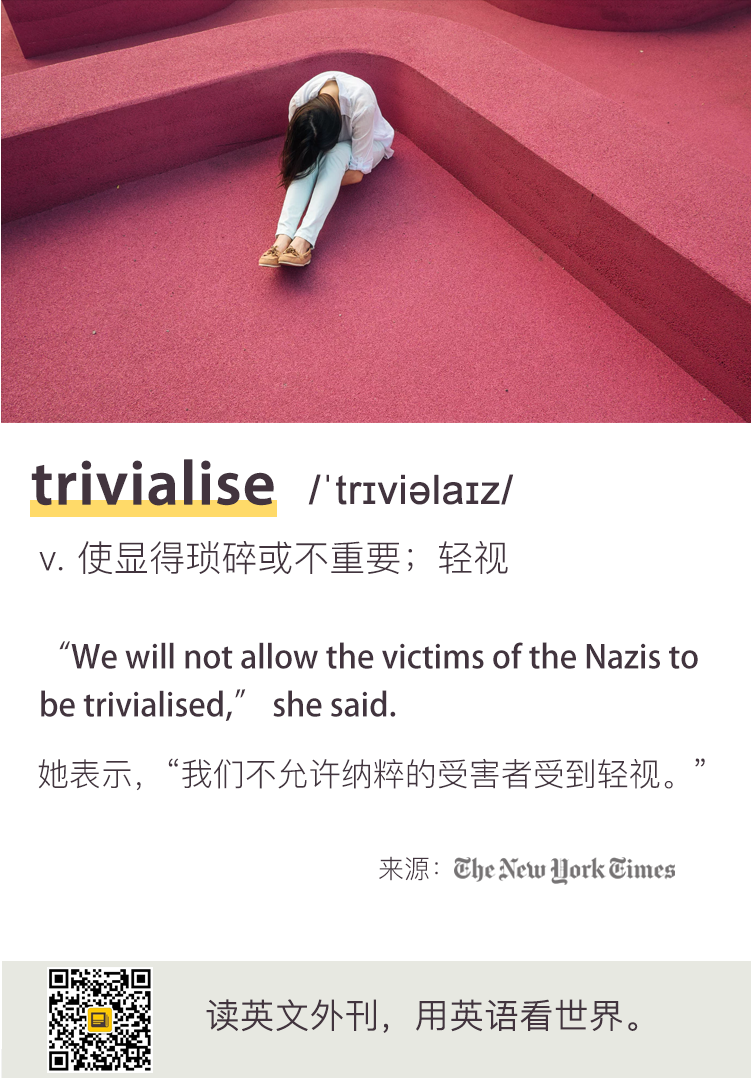 trivialise /ˈtrɪviəlaɪz/
v. 使显得琐碎或不重要；轻视
“We will not allow the victims of the Nazis to
be trivialised,” she said.
她表示，“我们不允许纳粹的受害者受到轻视。”
来源：The New York Times
读英文外刊，用英语看世界。